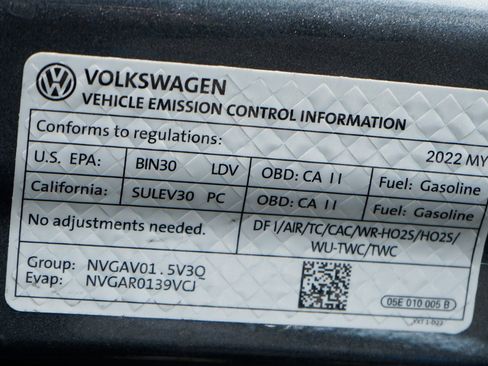 VOLKSWAGEN
VEHICLE EMISSION CONTROL INFORMATION
Conforms to regulations: 2022 MY
U.S. EPA: BIN30 LDV OBD: CA II Fuel: Gasoline
California: SULEV30 PC OBD: CA II Fuel: Gasoline
No adjustments needed.
DF I/AIR/TC/CAC/WR-HO2S/HO2S/
WU-TWC/TWC
Group: NVGAV01.5V3Q
Evap: NVGAR0139VCJ
05E 010 005 B